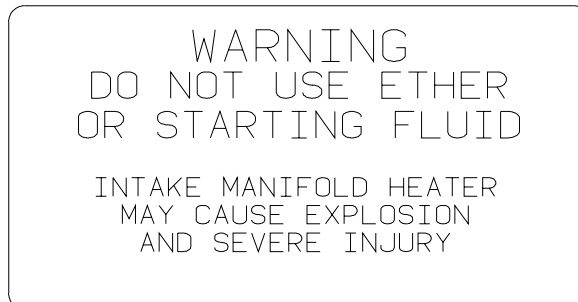 WARNING
DO NOT USE ETHER
OR STARTING FLUID
INTAKE MANIFOLD HEATER
MAY CAUSE EXPLOSION
AND SEVERE INJURY